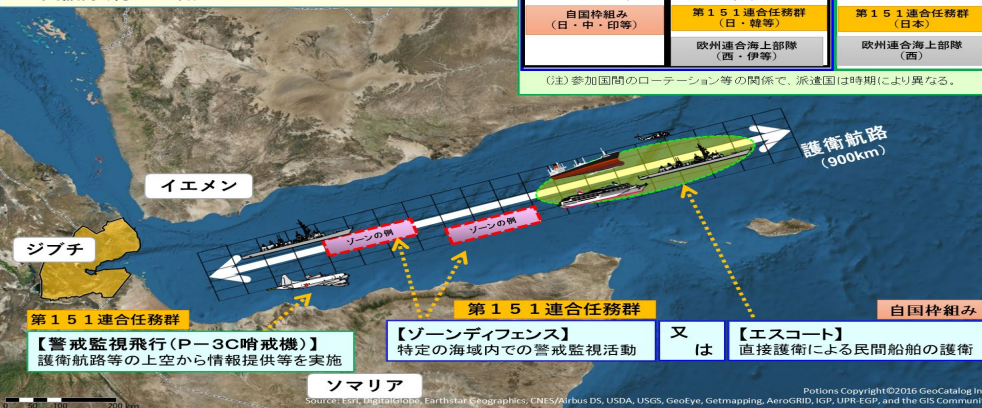 自国枠組み
（日・中・印等）
第１５１連合任務群
（日・韓等）
第１５１連合任務群
（日本）
欧州連合海上部隊
（西・伊等）
欧州連合海上部隊
（西）
（注）参加国間のローテーション等の関係で、派遣国は時期により異なる。
護衛航路
（900km）
イエメン
ジブチ
ゾーンの例
ゾーンの例
第１５１連合任務群
【警戒監視飛行（P－3C哨戒機）】
護衛航路等の上空から情報提供等を実施
第１５１連合任務群
【ゾーンディフェンス】
特定の海域内での警戒監視活動
又
は
自国枠組み
【エスコート】
直接護衛による民間船舶の護衛
ソマリア
0 50 100 200 km
Potions Copyright©2016 GeoCatalog In
Source: Esri, DigitalGlobe, Earthstar Geographics, CNES/Airbus DS, USDA, USGS, GeoEye, Getmapping, AeroGRID, IGP, UPR-EGP, and the GIS Communi